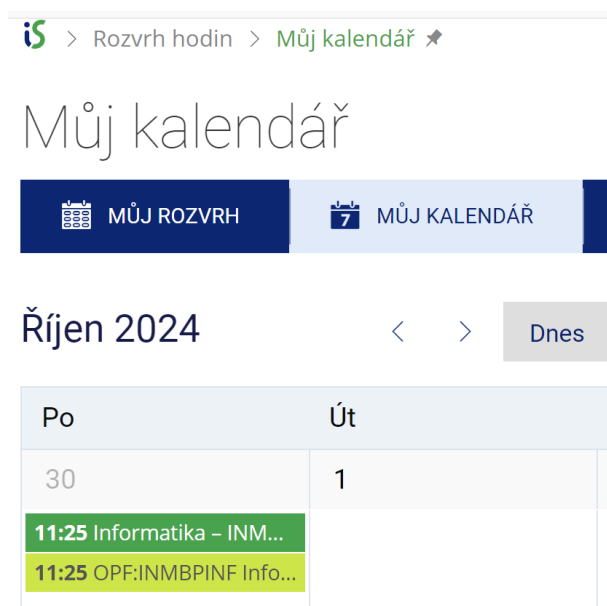 iS > Rozvrh hodin > Můj kalendář
Můj kalendář
MŮJ ROZVRH
7 MŮJ KALENDÁŘ
Říjen 2024 < > Dnes
Po Út
30 1
11:25 Informatika – INM...
11:25 OPF:INMBPINF Info...